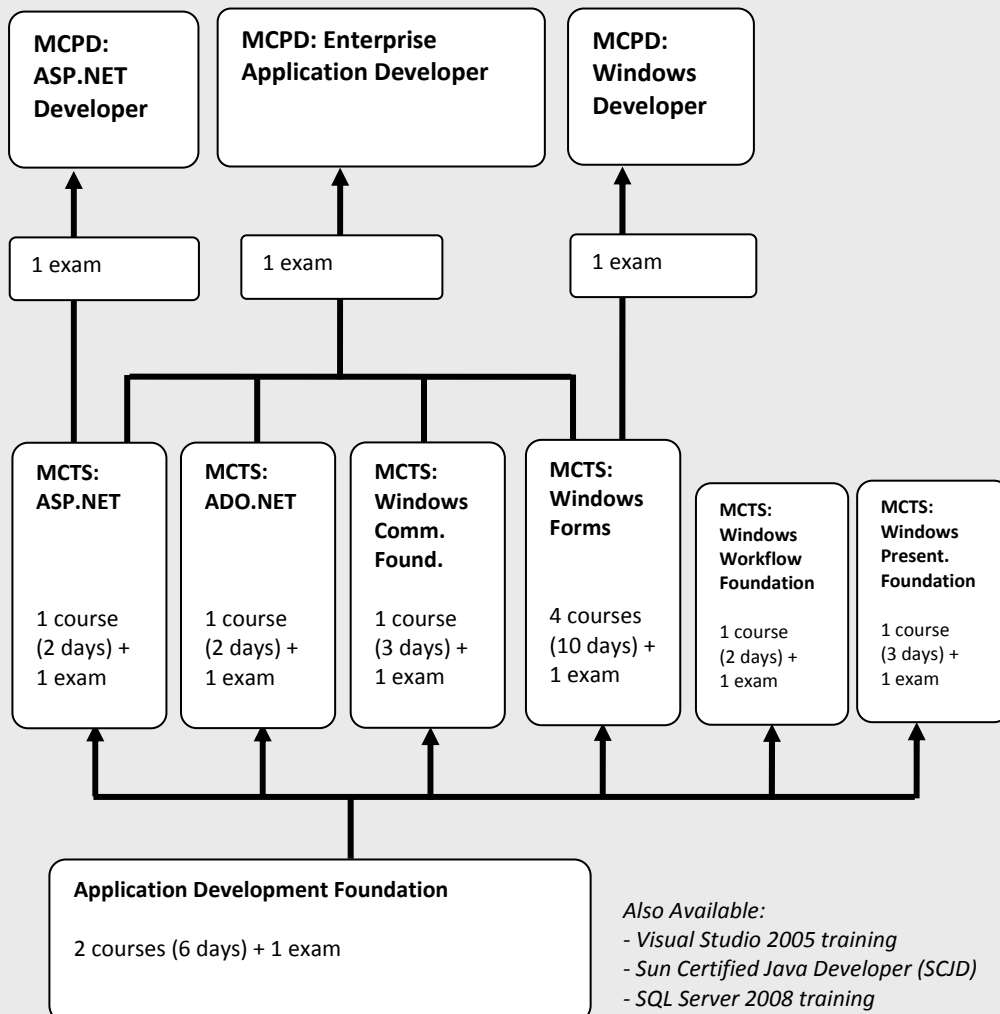 MCPD:
ASP.NET
Developer
MCPD: Enterprise
Application Developer
MCPD:
Windows
Developer
1 exam
1 exam
1 exam
MCTS:
ASP.NET
1 course
(2 days) +
1 exam
MCTS:
ADO.NET
1 course
(2 days) +
1 exam
MCTS:
Windows
Comm.
Found.
1 course
(3 days) +
1 exam
MCTS:
Windows
Forms
4 courses
(10 days) +
1 exam
MCTS:
Windows
Workflow
Foundation
1 course
(2 days) +
1 exam
MCTS:
Windows
Present.
Foundation
1 course
(3 days) +
1 exam
Application Development Foundation
2 courses (6 days) + 1 exam
Also Available:
- Visual Studio 2005 training
- Sun Certified Java Developer (SCJD)
- SQL Server 2008 training